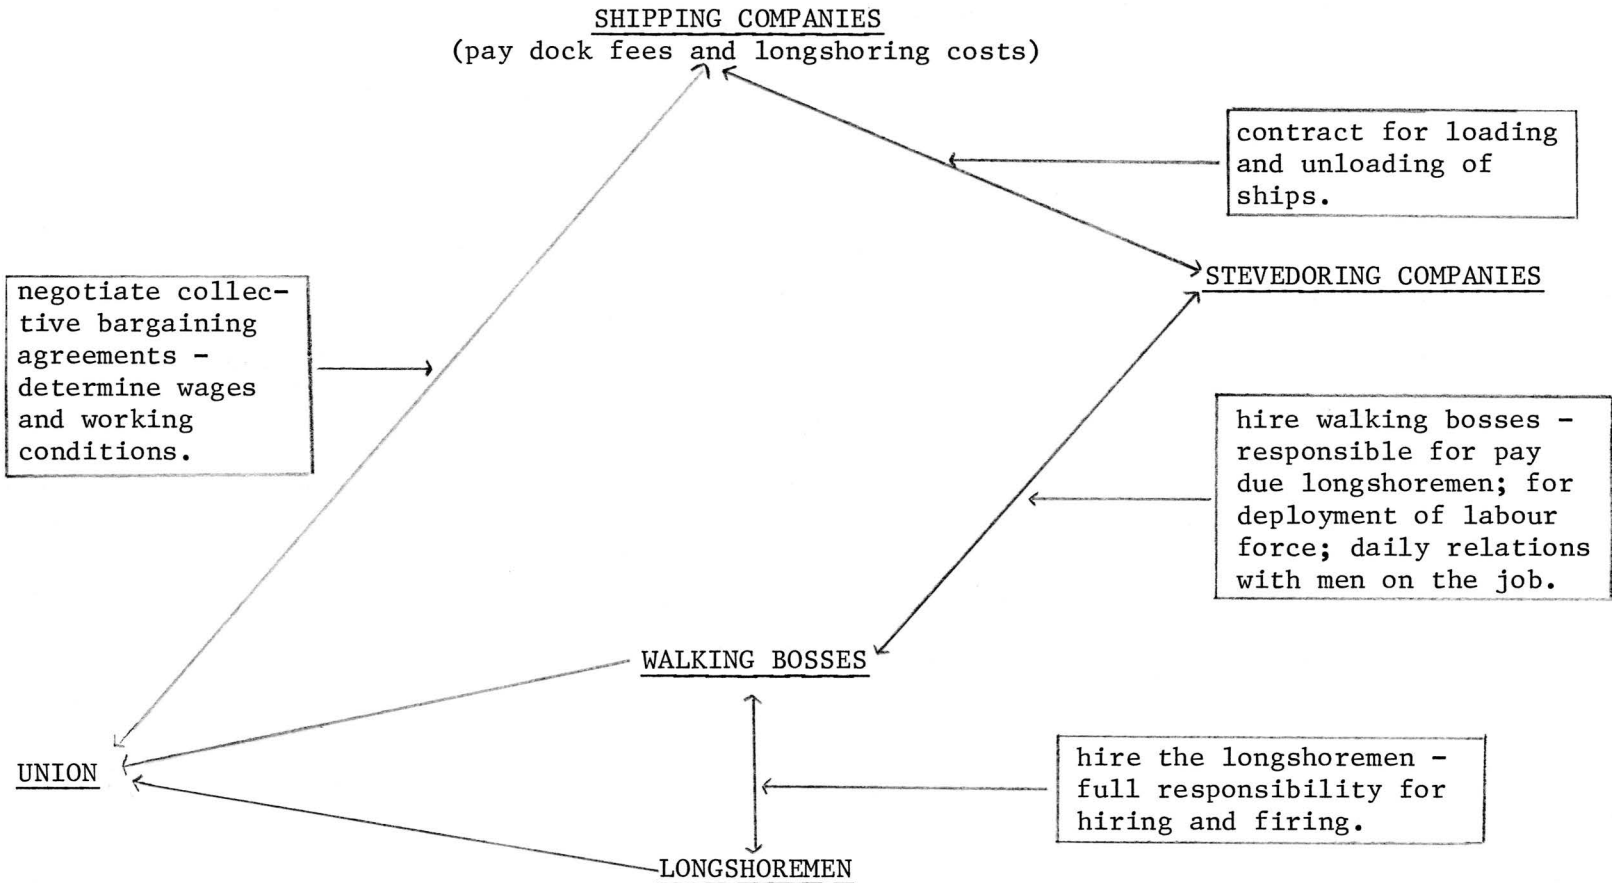 SHIPPING COMPANIES
(pay dock fees and longshoring costs)
contract for loading
and unloading of
ships.
STEVEDORING COMPANIES
negotiate collec-
tive bargaining
agreements -
determine wages
and working
conditions.
hire walking bosses -
responsible for pay
due longshoremen; for
deployment of labour
force; daily relations
with men on the job.
WALKING BOSSES
UNION
hire the longshoremen -
full responsibility for
hiring and firing.
LONGSHOREMEN